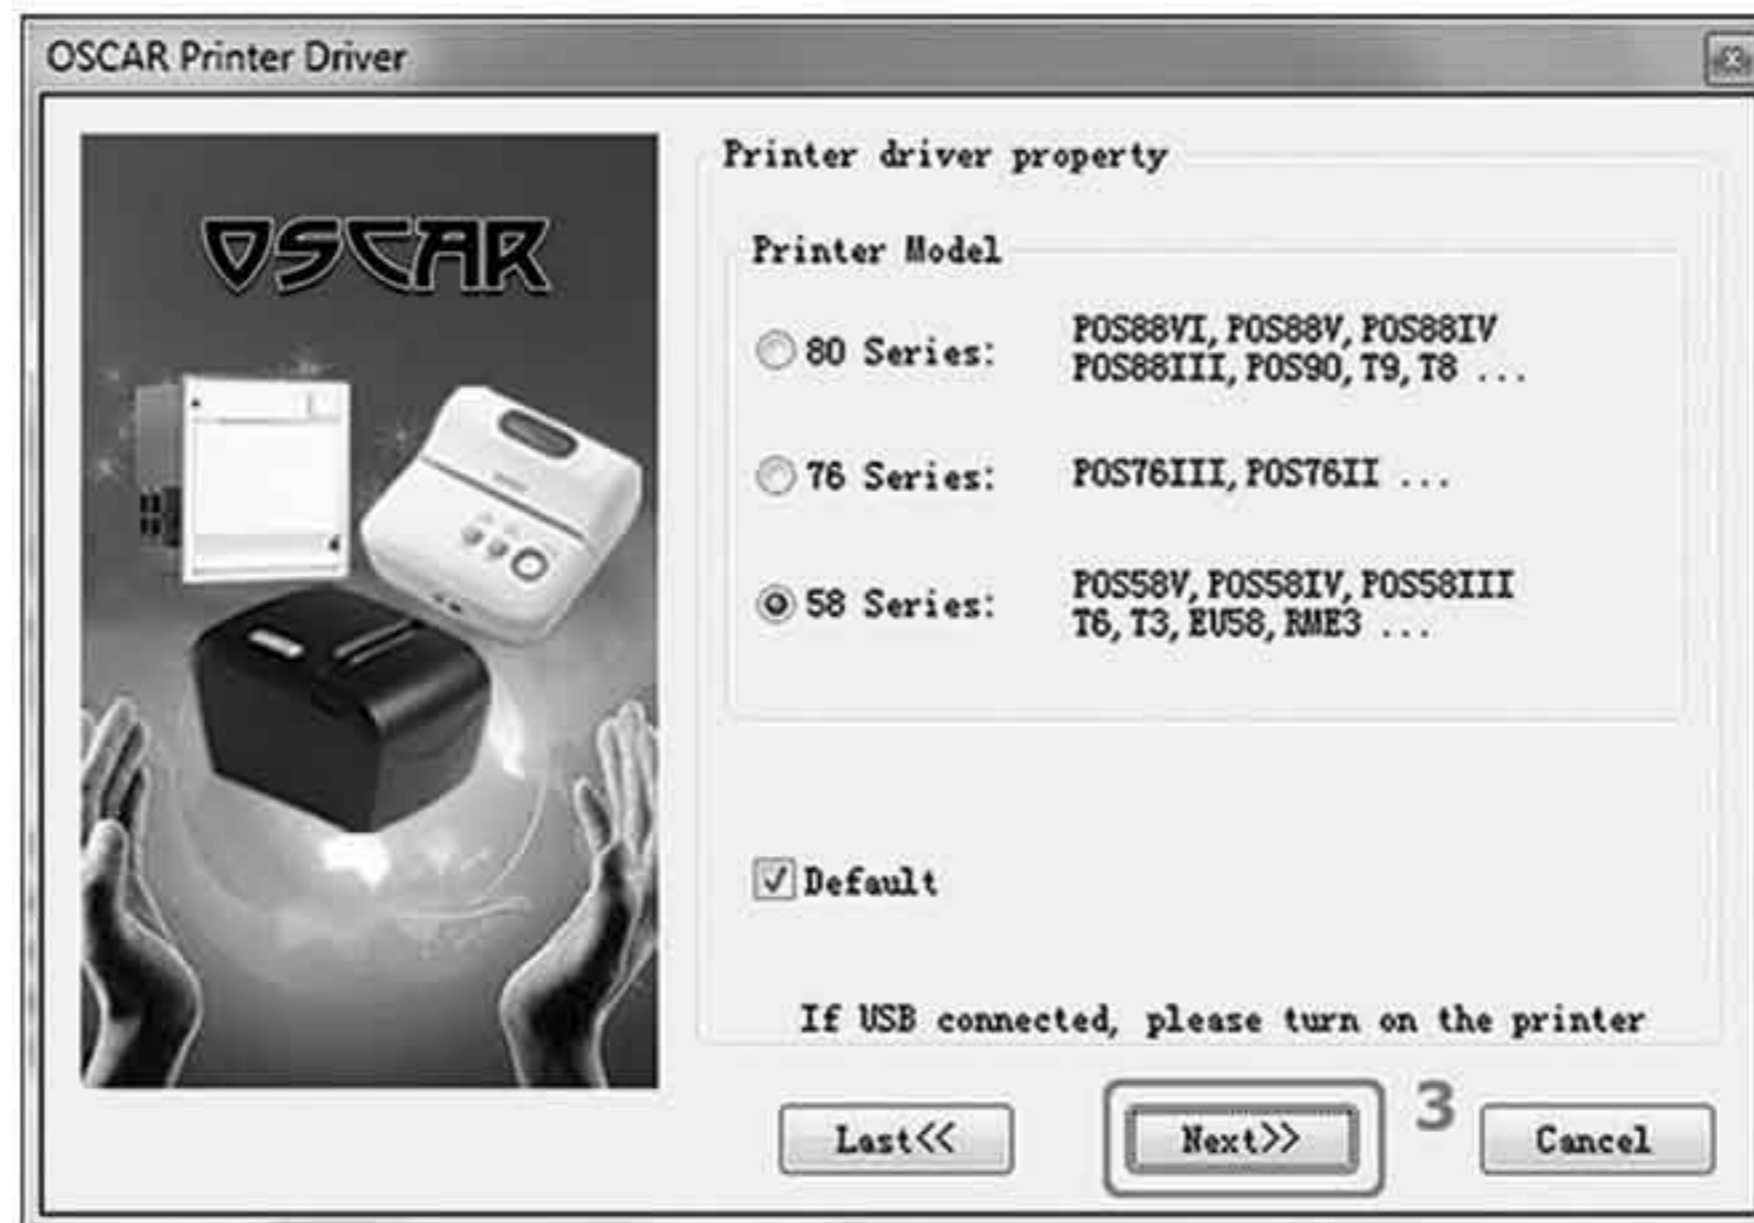 OSCAR Printer Driver
OSCAR
Printer driver property
Printer Model
80 Series:
POS88VI, POS88V, POS88IV
POS88III, POS90, T9, T8 ...
76 Series:
POS76III, POS76II ...
58 Series:
POS58V, POS58IV, POS58III
T6, T3, EU58, RME3 ...
Default
If USB connected, please turn on the printer
Last<<
Next>>
3
Cancel